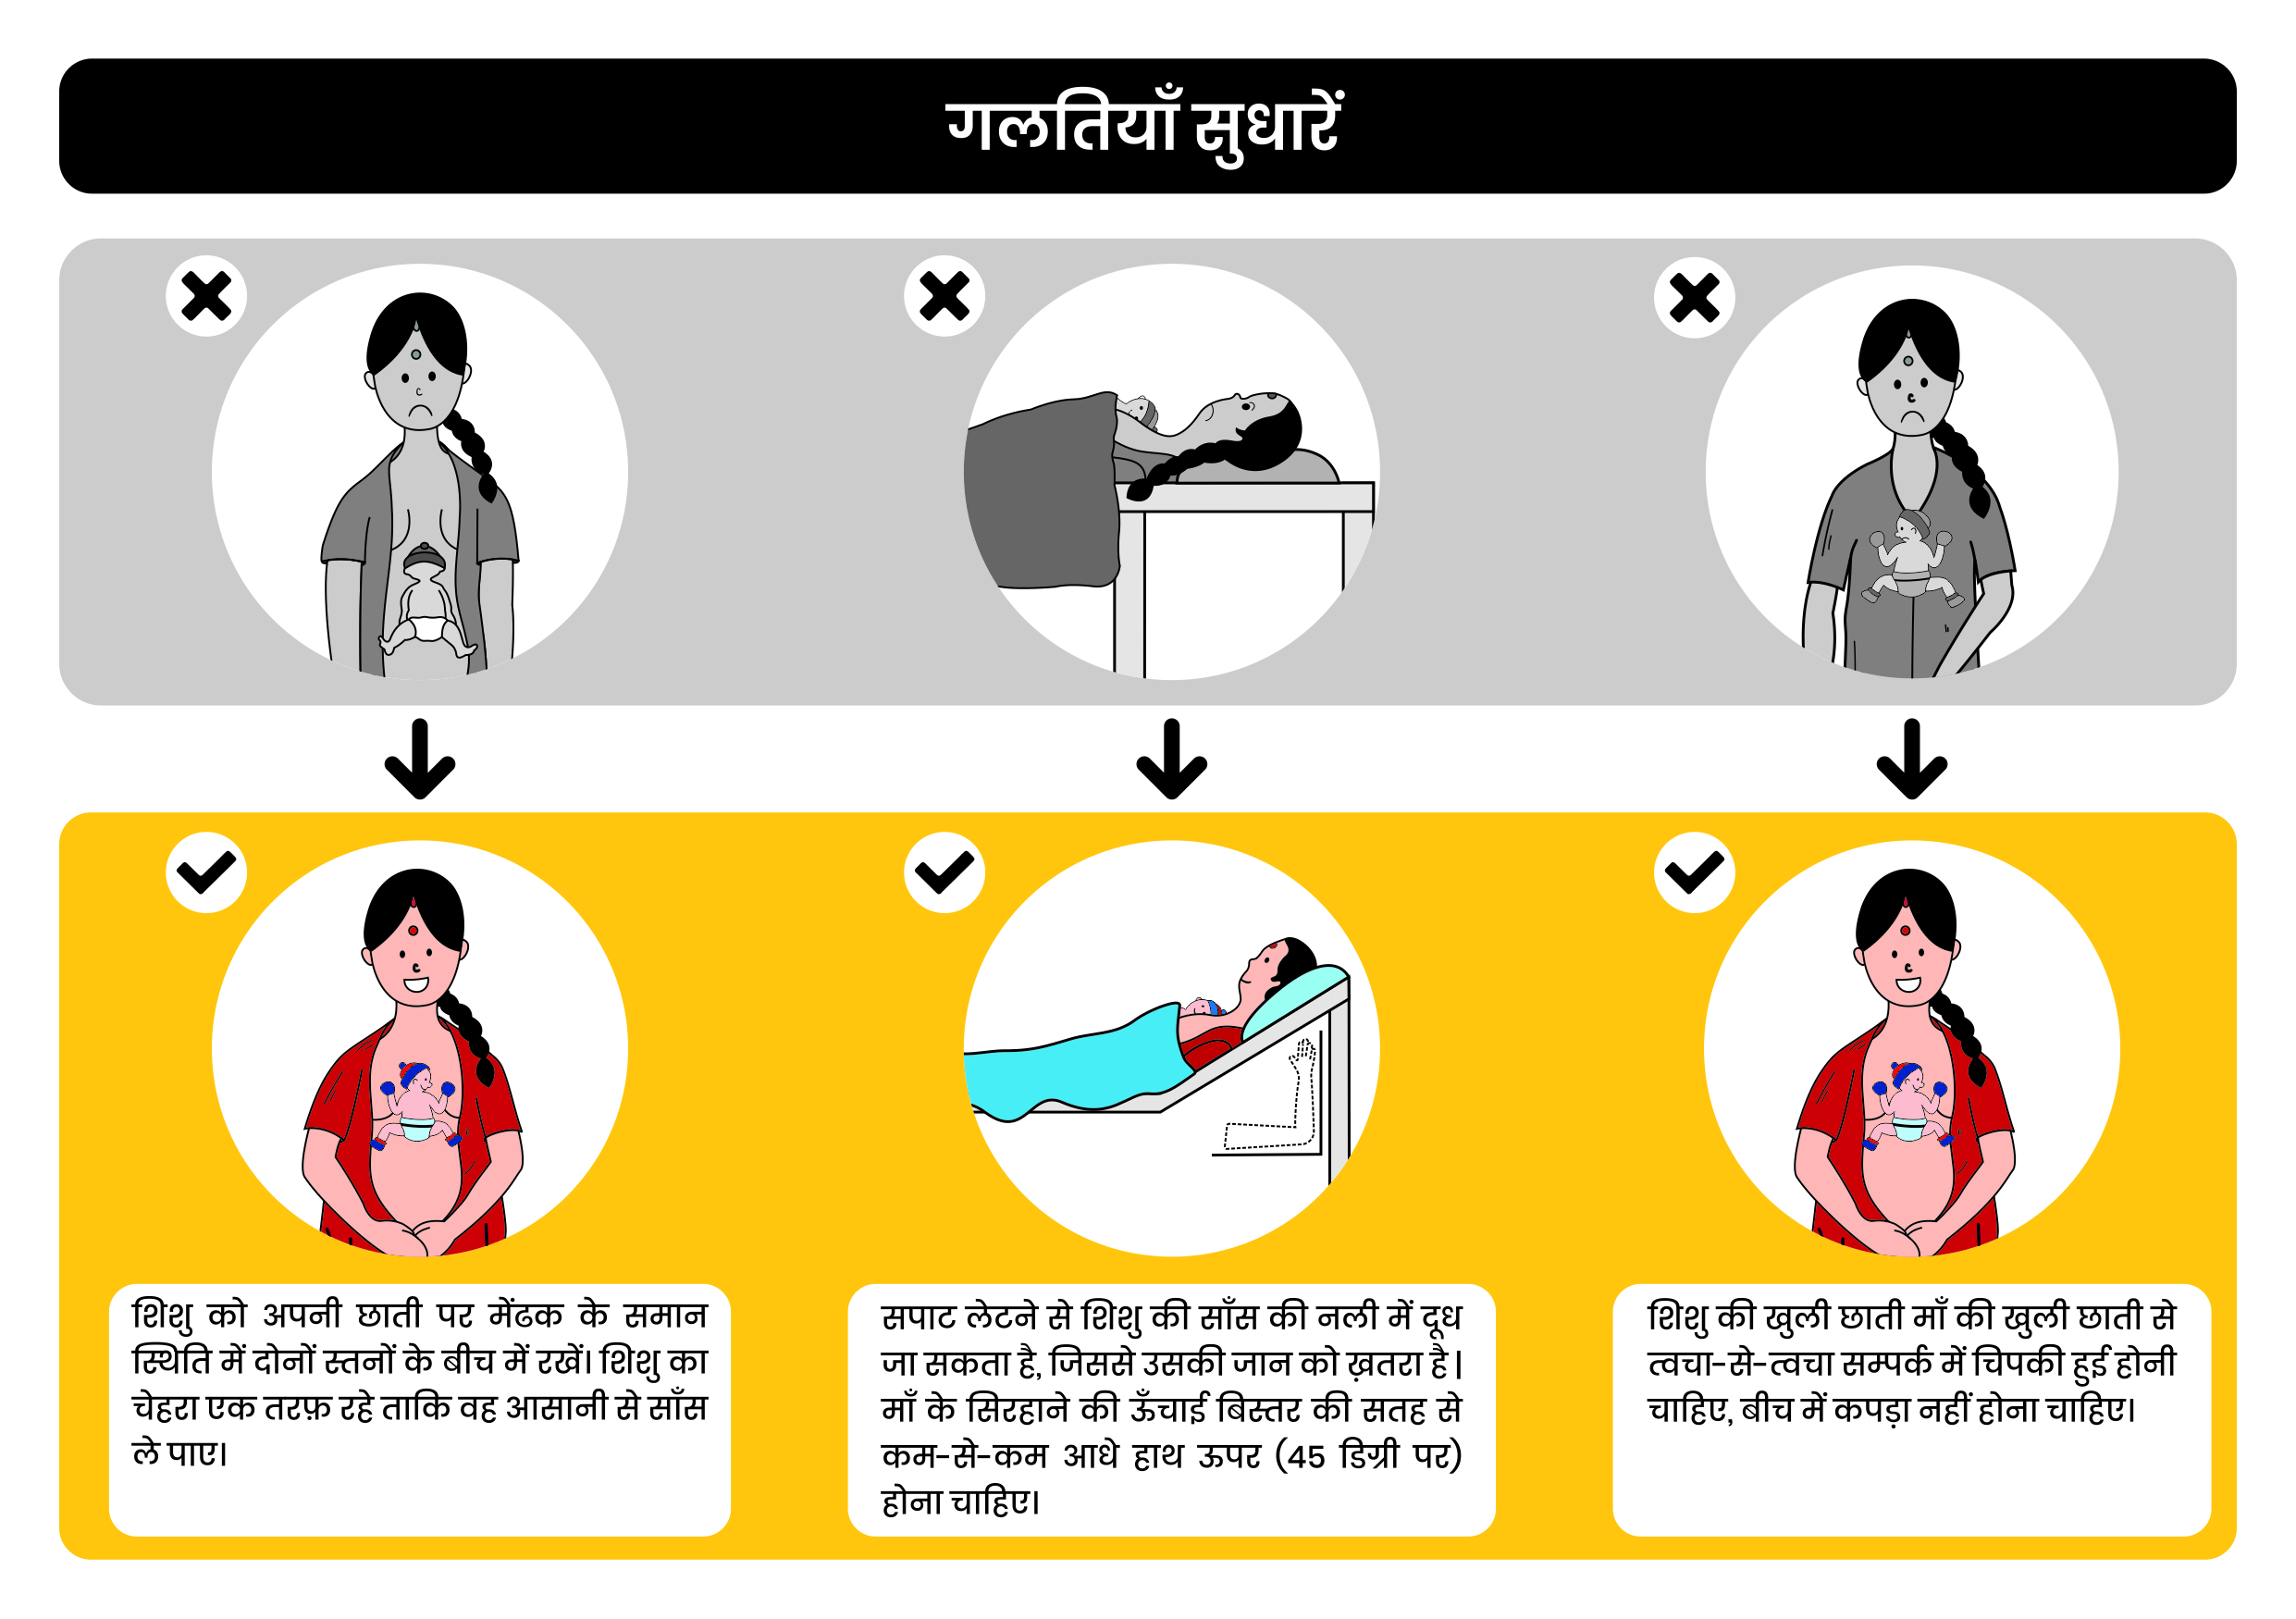 गलतियाँ सुधारें
शिशु को अपनी छाती पर मेंढक के समान
स्थिति में दोनों स्तनों के बीच में रखें। शिशु का
चेहरा एक तरफ़ रहे ताकि वह आसानी से साँस
ले पाए।
सपाट लेटने से शिशु की साँस की नली में दूध
जा सकता है, जिससे उसकी जान को ख़तरा है |
माँ के सिरहाने की ऊँचाई बिस्तर की सतह से
कम-से-कम आधे हाथ ऊपर (45 डिग्री पर)
होना चाहिए।
शिशु की खुली छाती माँ की खुली छाती से
त्वचा-से-त्वचा सम्पर्क में चिपकी हुई होनी
चाहिए, बीच में कपड़ा नहीं होना चाहिए।